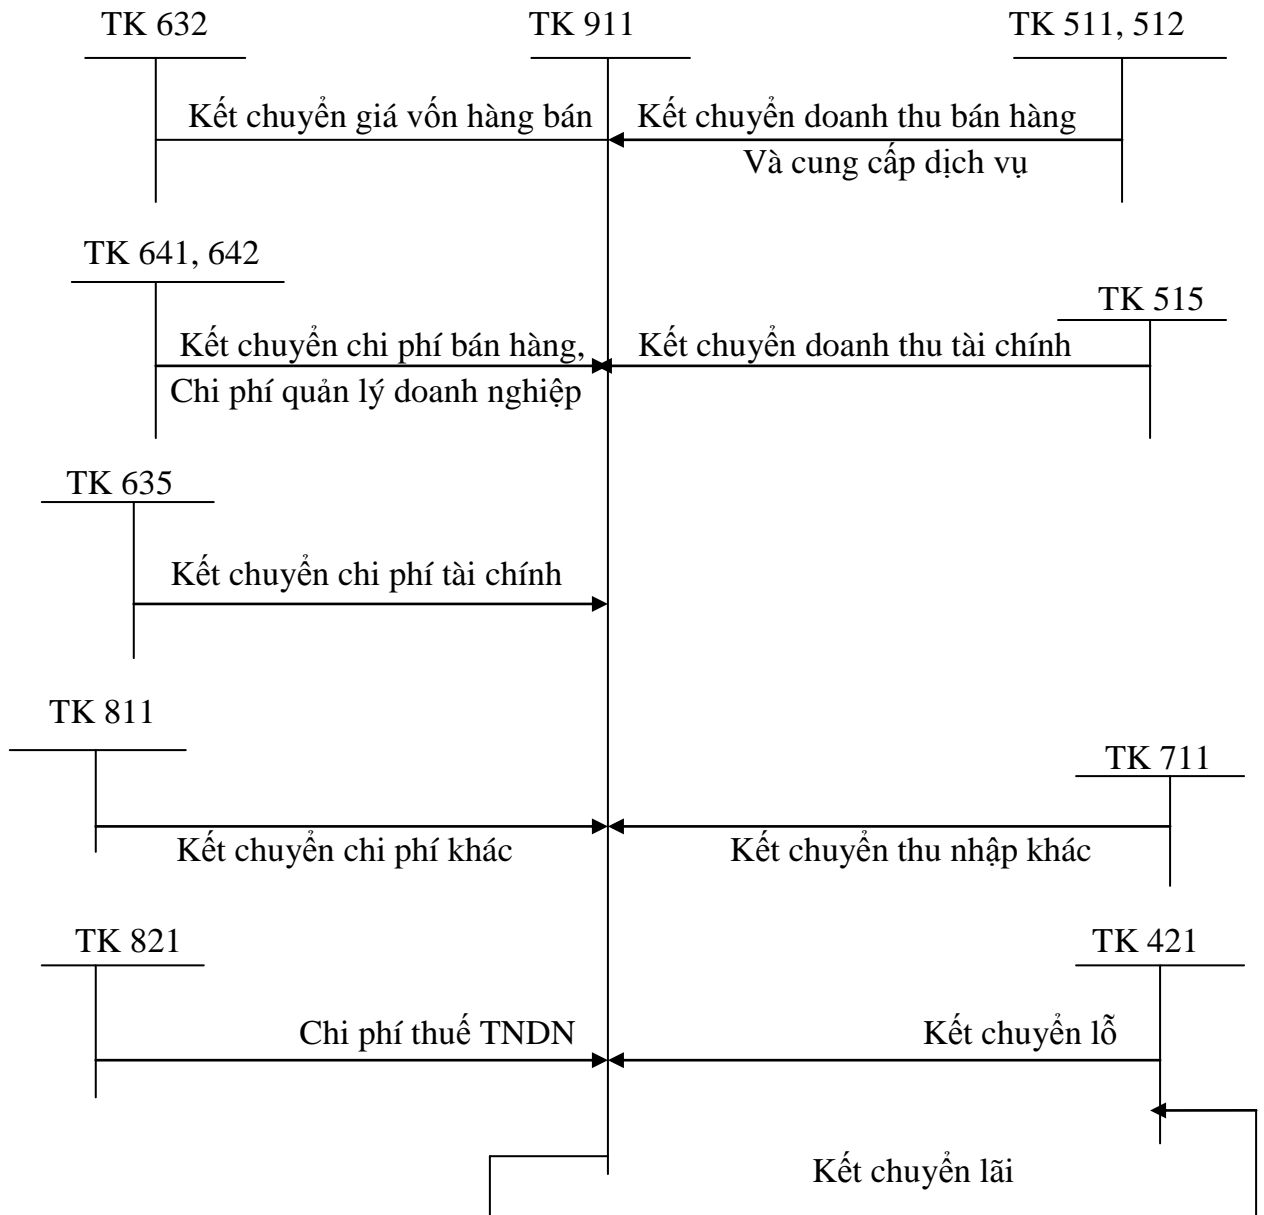 TK 632
TK 911
TK 511, 512
Kết chuyển giá vốn hàng bán
Kết chuyển doanh thu bán hàng
Và cung cấp dịch vụ
TK 641, 642
TK 515
Kết chuyển chi phí bán hàng,
Chi phí quản lý doanh nghiệp
Kết chuyển doanh thu tài chính
TK 635
Kết chuyển chi phí tài chính
TK 811
TK 711
Kết chuyển chi phí khác
Kết chuyển thu nhập khác
TK 821
TK 421
Chi phí thuế TNDN
Kết chuyển lỗ
Kết chuyển lãi